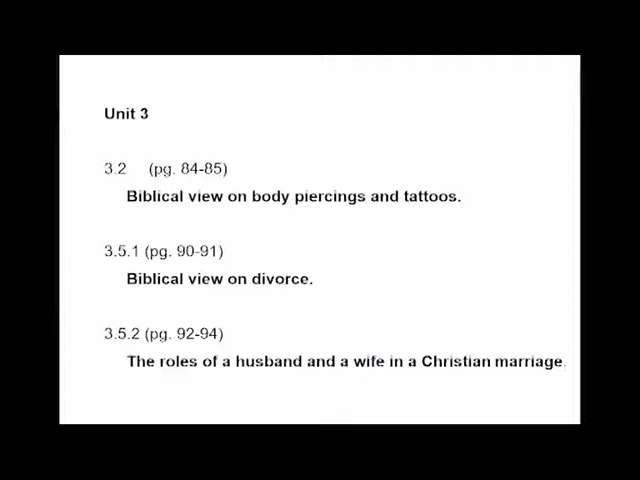 Unit 3
3.2 (pg. 84-85)
Biblical view on body piercings and tattoos.
3.5.1 (pg. 90-91)
Biblical view on divorce.
3.5.2 (pg. 92-94)
The roles of a husband and a wife in a Christian marriage.